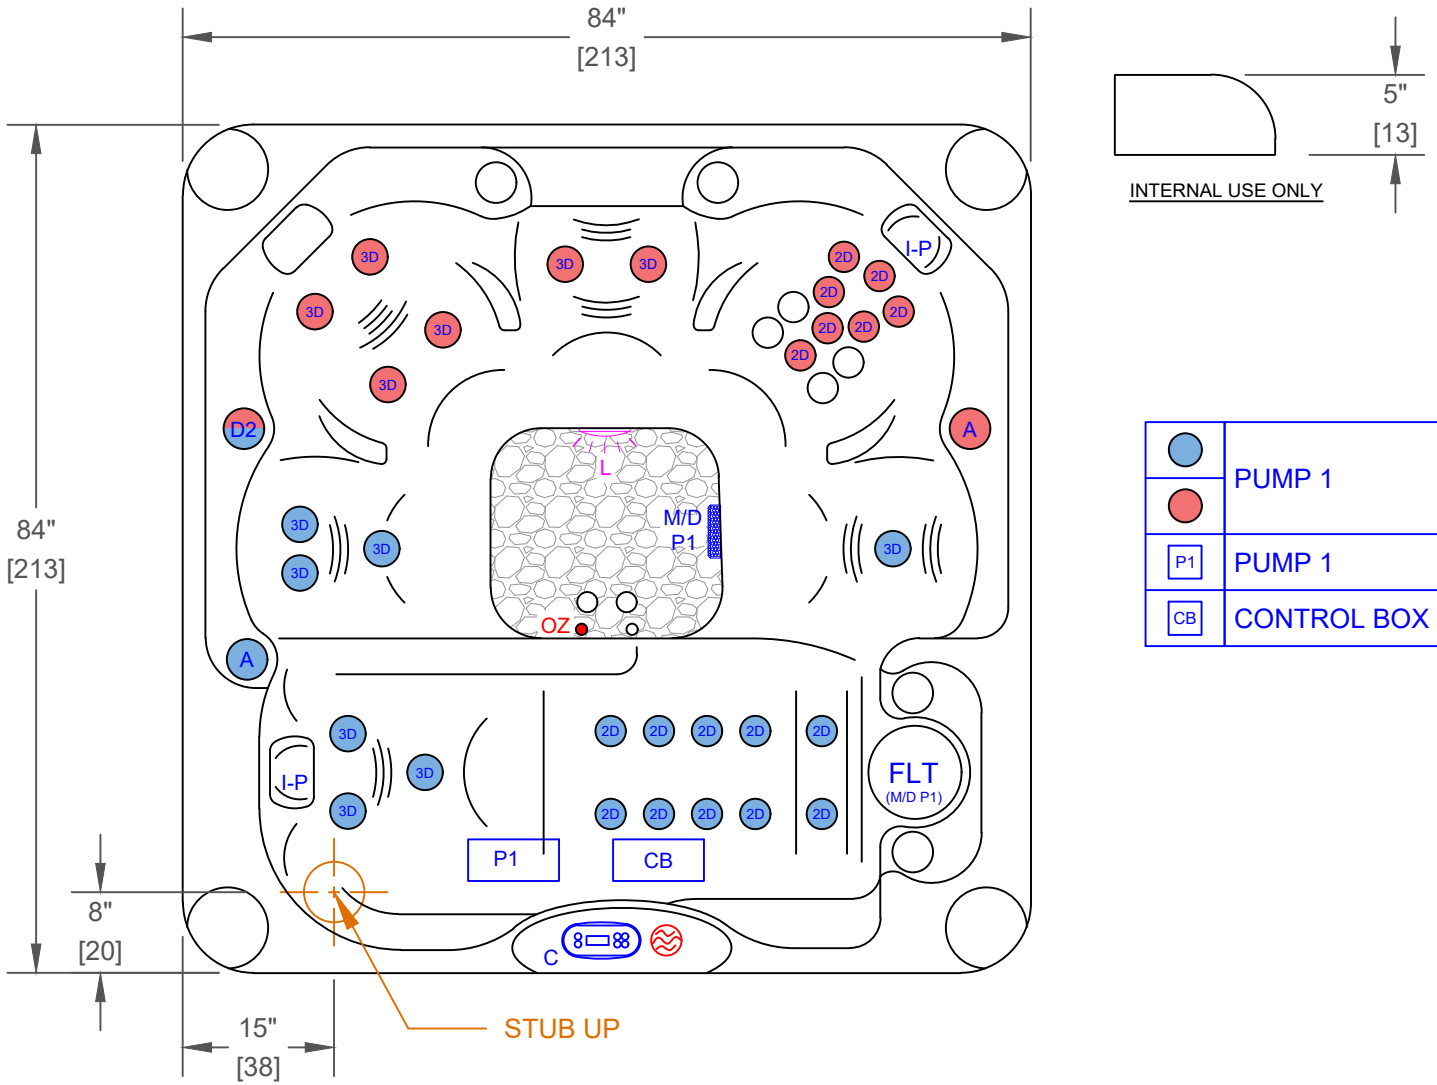 84"
[213]
5"
[13]
INTERNAL USE ONLY
I-P
3D
3D
3D
2D
2D
3D
2D
2D
3D
2D
2D
2D
3D
D2
A
L
84"
[213]
M/D
P1
3D
3D
3D
3D
OZ
A
PUMP 1
P1
PUMP 1
CB
CONTROL BOX
3D
2D
2D
2D
2D
2D
I-P
3D
FLT
(M/D P1)
3D
2D
2D
2D
2D
2D
P1
CB
8"
[20]
C
STUB UP
15"
[38]